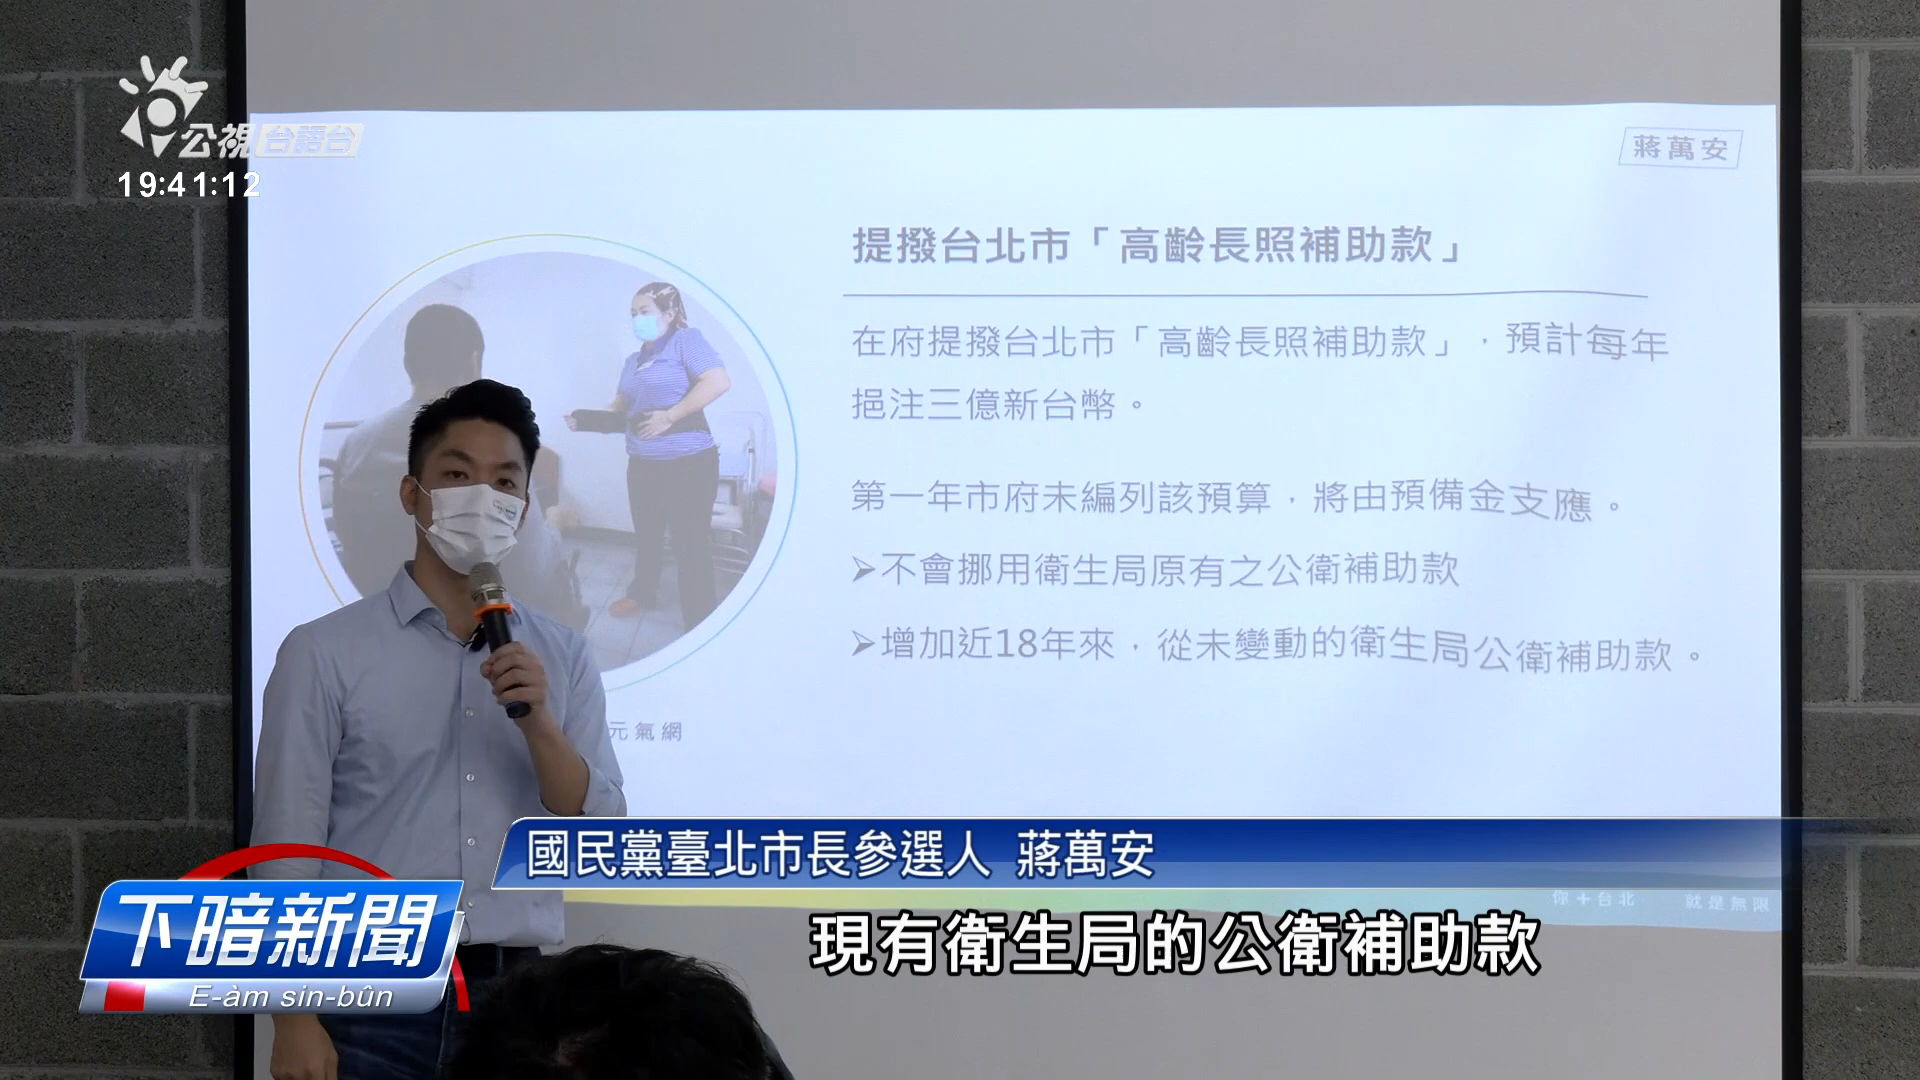 公視台語台
19:41:12
蔣萬安
提撥台北市「高齡長照補助款」
在府提撥台北市「高齡長照補助款」，預計每年
挹注三億新台幣。
第一年市府未編列該預算，將由預備金支應。
➢不會挪用衛生局原有之公衛補助款
➢增加近18年來，從未變動的衛生局公衛補助款。
元氣網
國民黨臺北市長參選人 蔣萬安
你+台北 就是無限
下暗新聞
現有衛生局的公衛補助款
E-àm sin-bûn